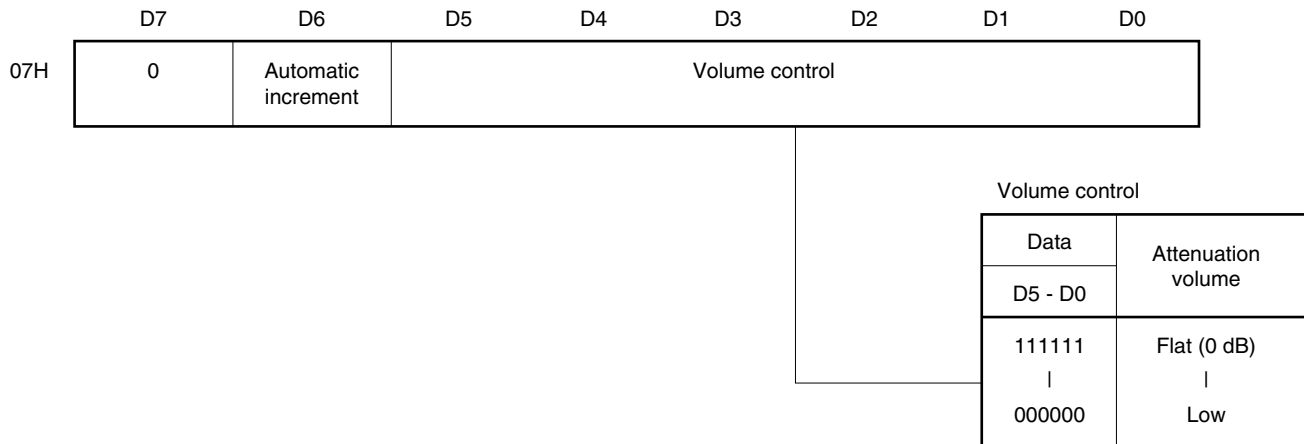 D7 D6 D5 D4 D3 D2 D1 D0
07H 0 Automatic increment Volume control
Volume control
Data Attenuation volume
D5 - D0
111111 Flat (0 dB)
| |
000000 Low